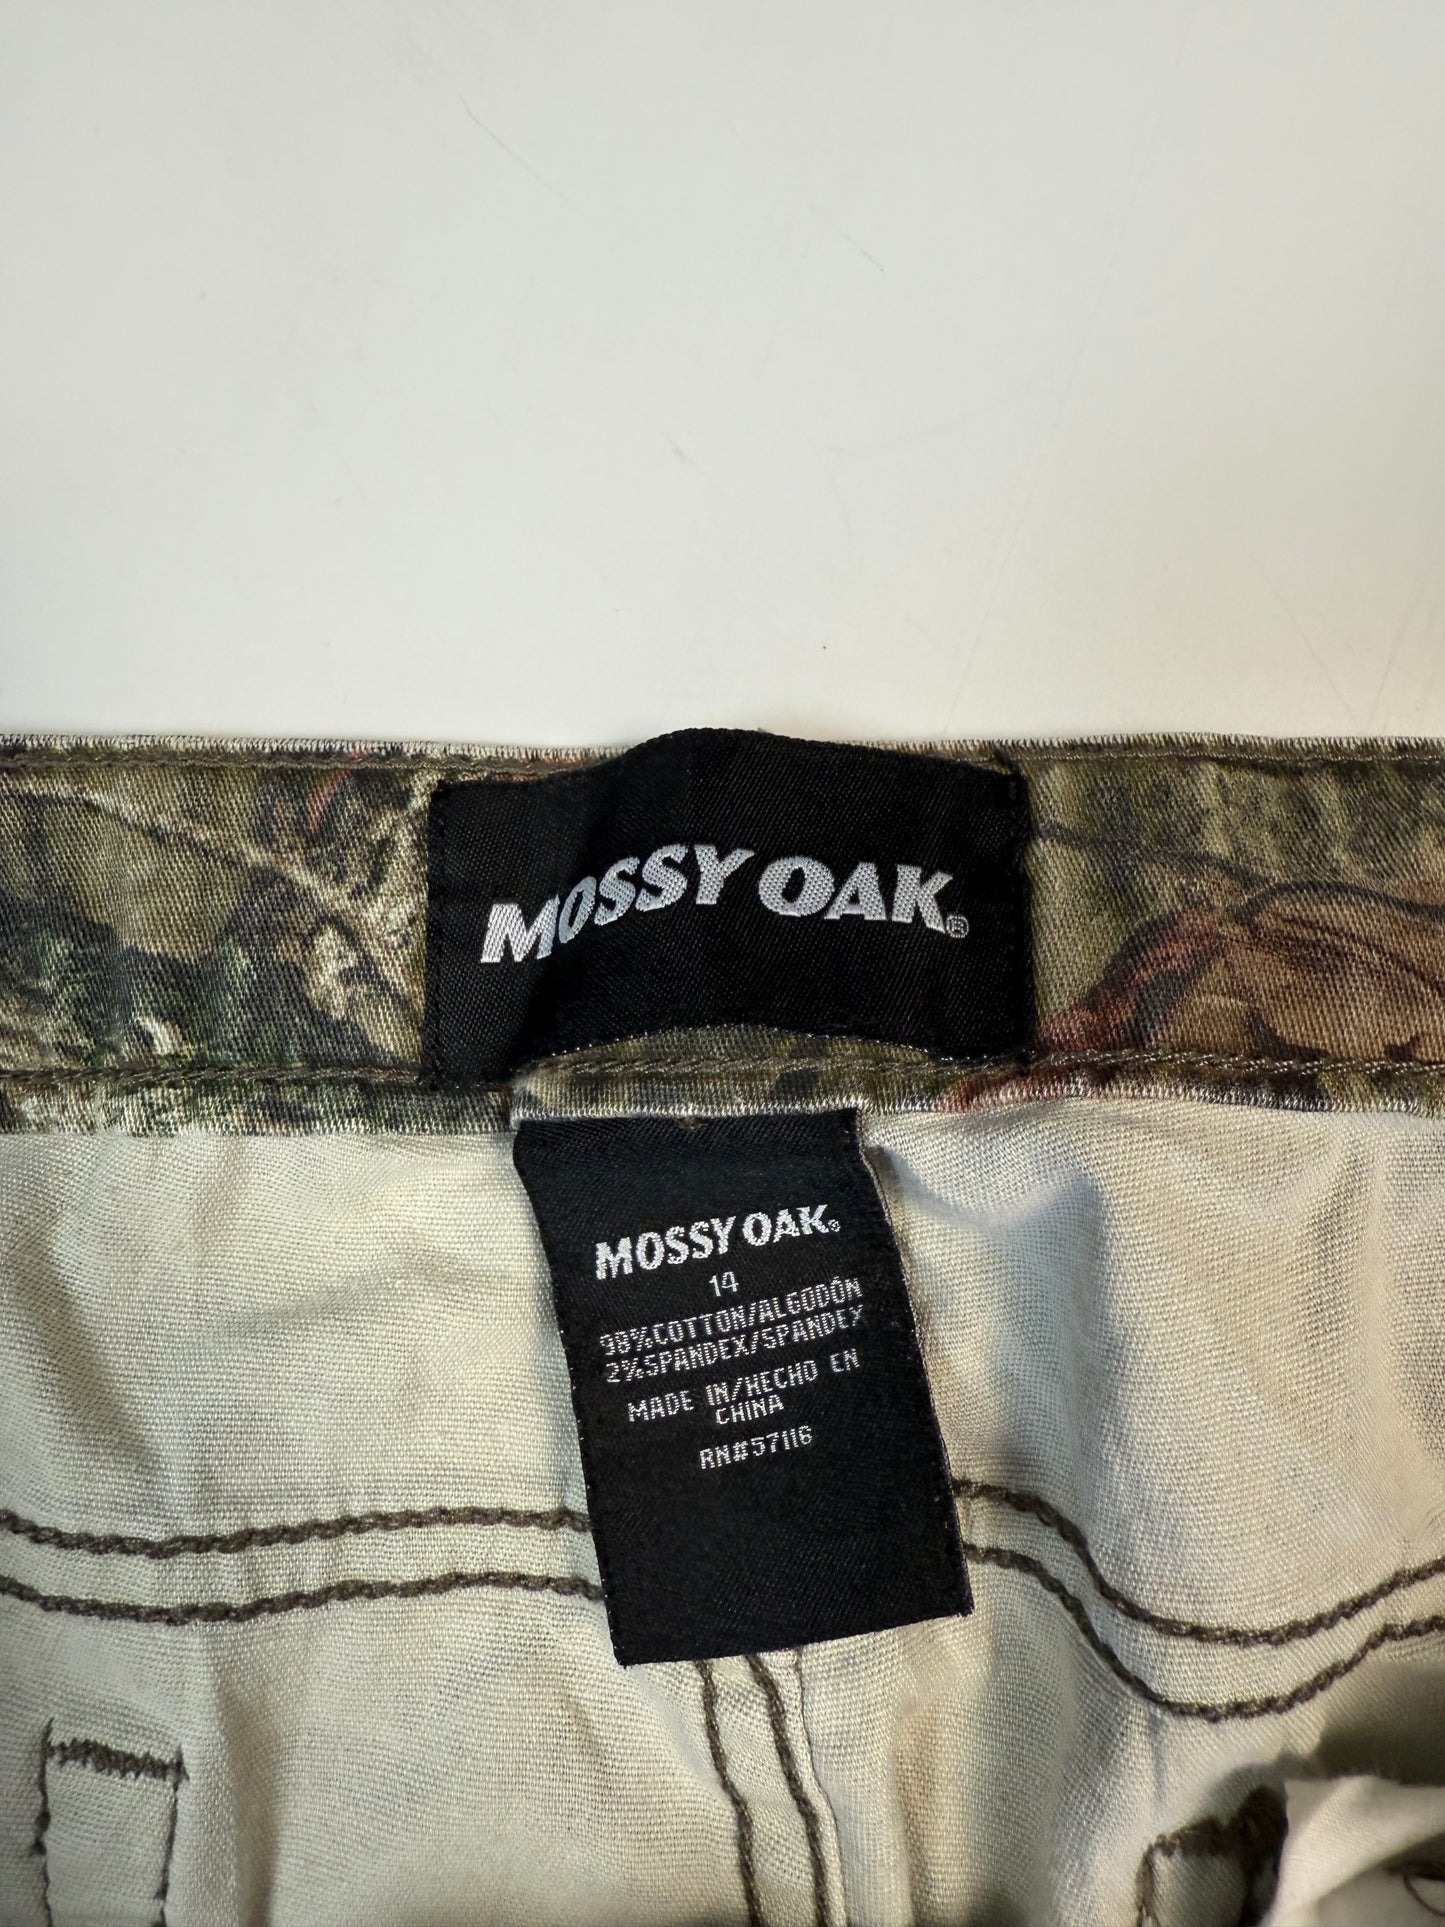 MOSSY OAK®
MOSSY OAK®
14
98%COTTON/ALGODÓN
2%SPANDEX/SPANDEX
MADE IN/HECHO EN
CHINA
RN#57116